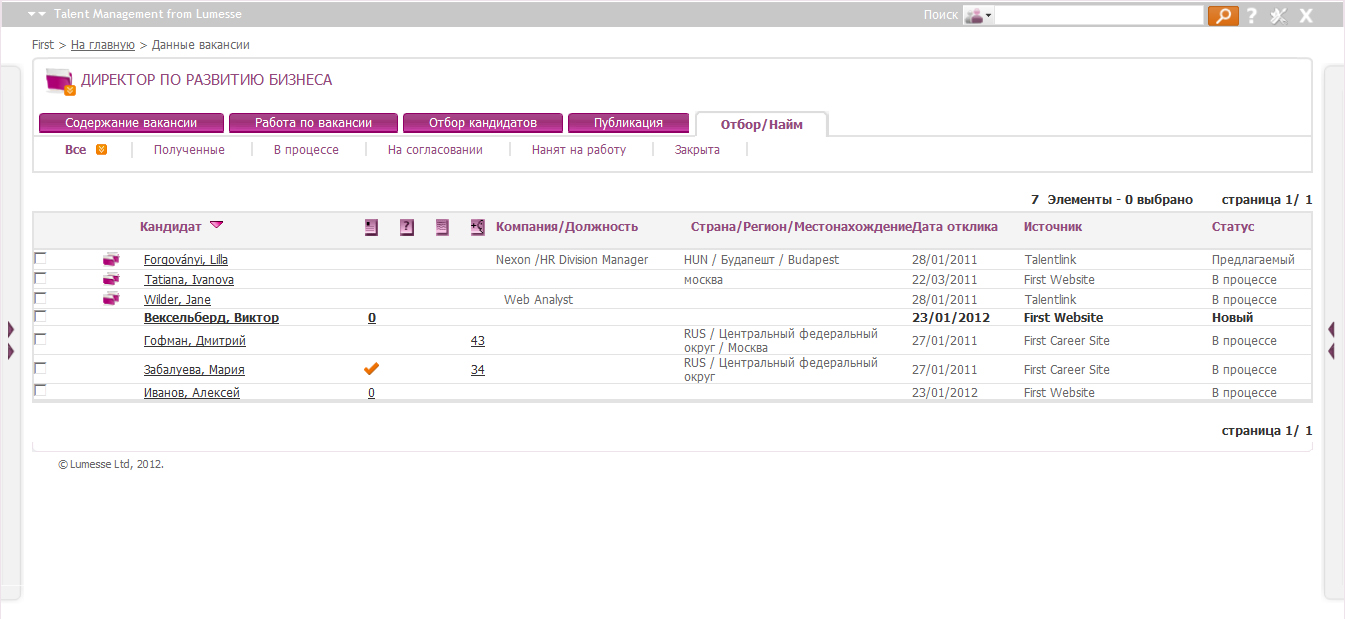 Talent Management from Lumesse Поиск ?
First > На главную > Данные вакансии
ДИРЕКТОР ПО РАЗВИТИЮ БИЗНЕСА
Содержание вакансии Работа по вакансии Отбор кандидатов Публикация Отбор/Найм
Все Полученные В процессе На согласовании Нанят на работу Закрыта
7 Элементы - 0 выбрано страница 1/ 1
Кандидат ? Компания/Должность Страна/Регион/Местонахождение Дата отклика Источник Статус
Forgoványi, Lilla Nexon /HR Division Manager HUN / Будапешт / Budapest 28/01/2011 Talentlink Предлагаемый
Tatiana, Ivanova москва 22/03/2011 First Website В процессе
Wilder, Jane Web Analyst 28/01/2011 Talentlink В процессе
Вексельберд, Виктор 0 23/01/2012 First Website Новый
Гофман, Дмитрий 43 RUS / Центральный федеральный округ / Москва 27/01/2011 First Career Site В процессе
Забалуева, Мария 34 RUS / Центральный федеральный округ 27/01/2011 First Career Site В процессе
Иванов, Алексей 0 23/01/2012 First Website В процессе
страница 1/ 1
© Lumesse Ltd, 2012.